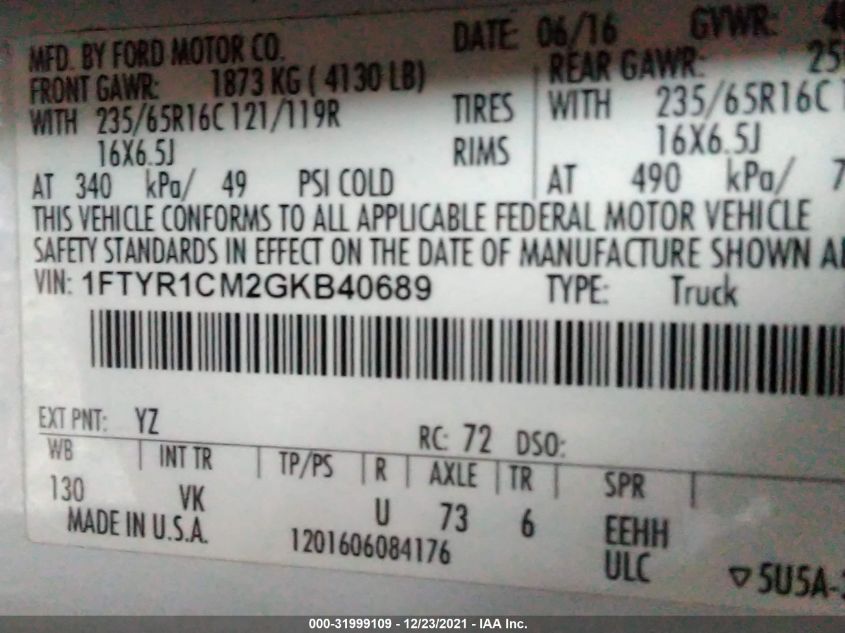 MFD. BY FORD MOTOR CO. DATE: 06/16 GVWR:
FRONT GAWR: 1873 KG ( 4130 LB) REAR GAWR:
WITH 235/65R16C 121/119R TIRES WITH 235/65R16C
16X6.5J RIMS 16X6.5J
AT 340 kPa/ 49 PSI COLD AT 490 kPa/
THIS VEHICLE CONFORMS TO ALL APPLICABLE FEDERAL MOTOR VEHICLE
SAFETY STANDARDS IN EFFECT ON THE DATE OF MANUFACTURE SHOWN
VIN: 1FTYR1CM2GKB40689 TYPE: Truck
EXT PNT: YZ RC: 72 DSO:
WB INT TR TP/PS R AXLE TR SPR
130 VK U 73 6 EEHH
MADE IN U.S.A. 1201606084176 ULC
▽5U5A-
000-31999109 - 12/23/2021 - IAA Inc.